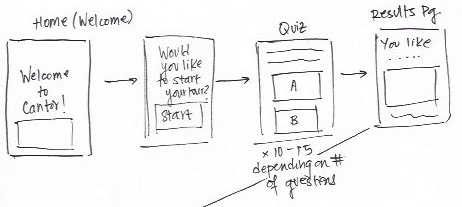 Home (Welcome)
Welcome
to
Cantor!
Would
you like
to start
your tour?
Start
Quiz
A
B
x 10 - 15
depending on #
of questions
Results Pg.
You like
.....